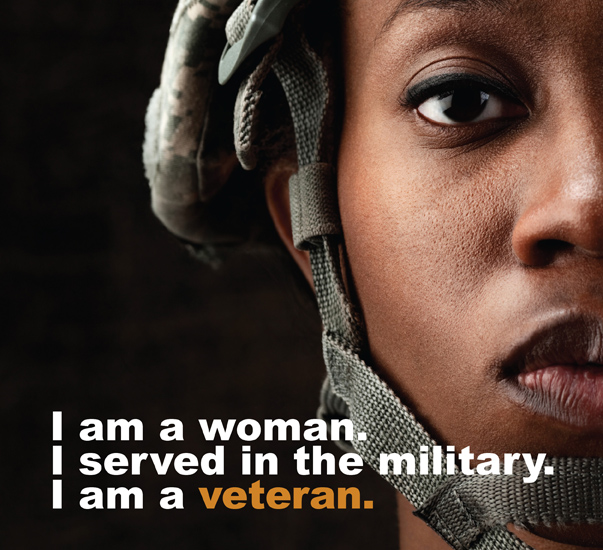 I am a woman.
I served in the military.
I am a veteran.